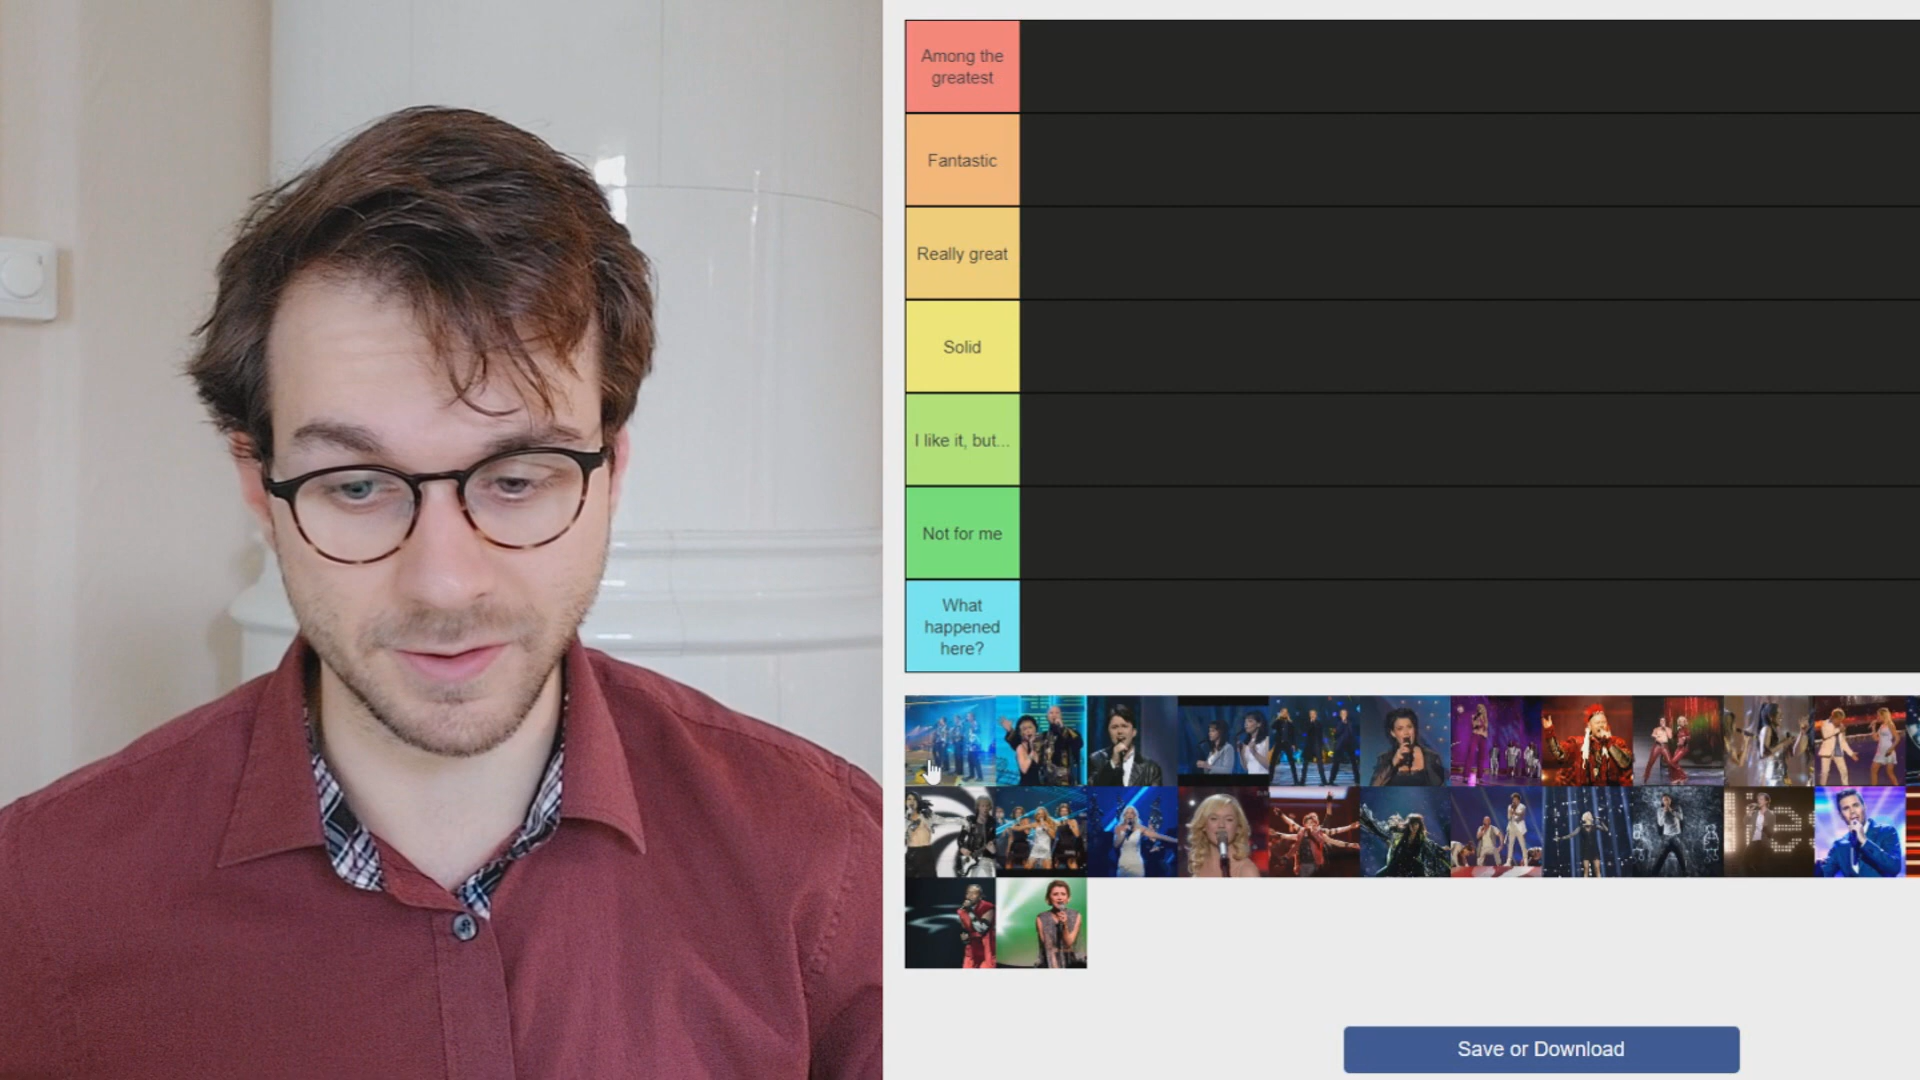 Among the
greatest
Fantastic
Really great
Solid
I like it, but...
Not for me
What
happened
here?
Save or Download